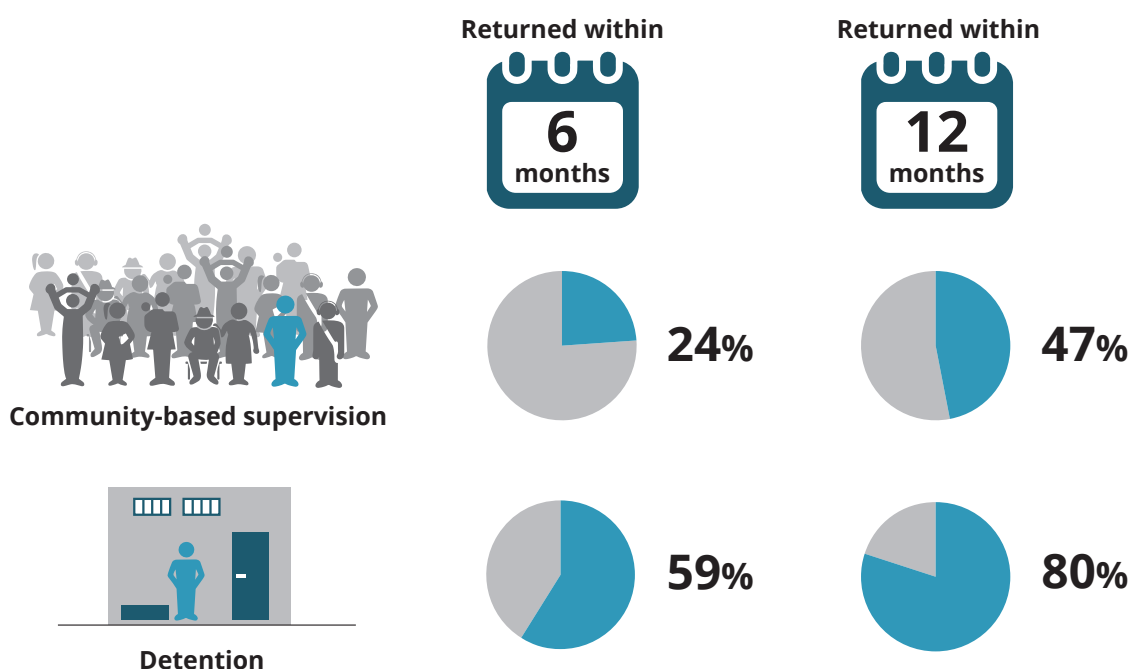 Returned within
Returned within
6
months
12
months
24%
47%
Community-based supervision
59%
80%
Detention